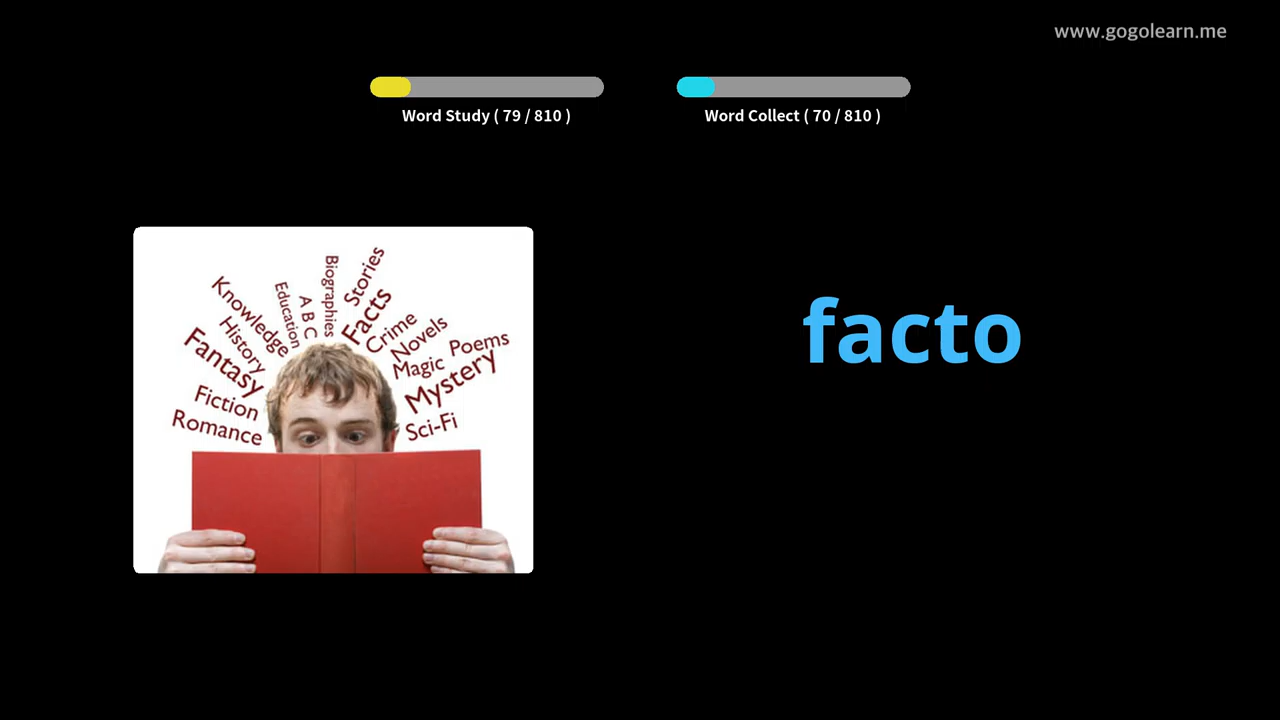 www.gogolearn.me
Word Study ( 79 / 810 )
Word Collect ( 70 / 810 )
Biographies
Stories
Education
A B C
Facts
Knowledge
Crime
History
Novels
Poems
Fantasy
Magic
Mystery
Fiction
Sci-Fi
Romance
facto